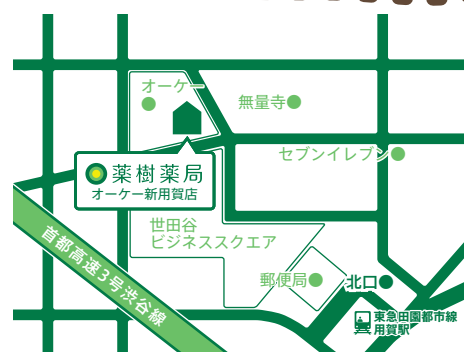 オーケー
無量寺
セブンイレブン
薬樹薬局
オーケー新用賀店
世田谷
ビジネススクエア
首都高速3号渋谷線
郵便局
北口
東急田園都市線
用賀駅